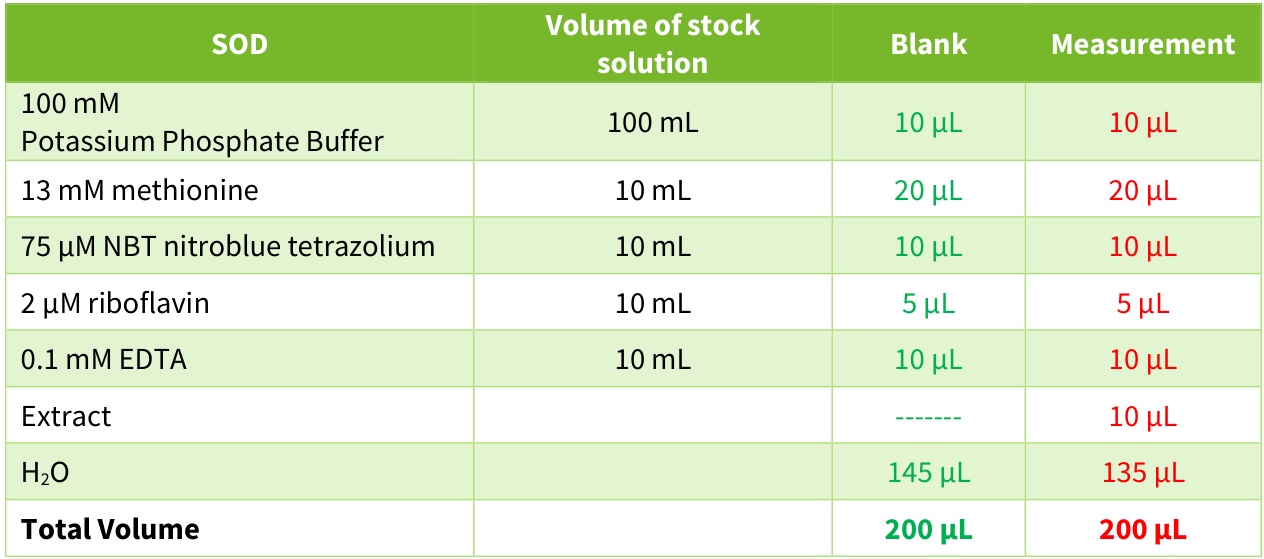 SOD Volume of stock solution Blank Measurement
100 mM
Potassium Phosphate Buffer 100 mL 10 µL 10 µL
13 mM methionine 10 mL 20 µL 20 µL
75 µM NBT nitroblue tetrazolium 10 mL 10 µL 10 µL
2 µM riboflavin 10 mL 5 µL 5 µL
0.1 mM EDTA 10 mL 10 µL 10 µL
Extract ------- 10 µL
H₂O 145 µL 135 µL
Total Volume 200 µL 200 µL